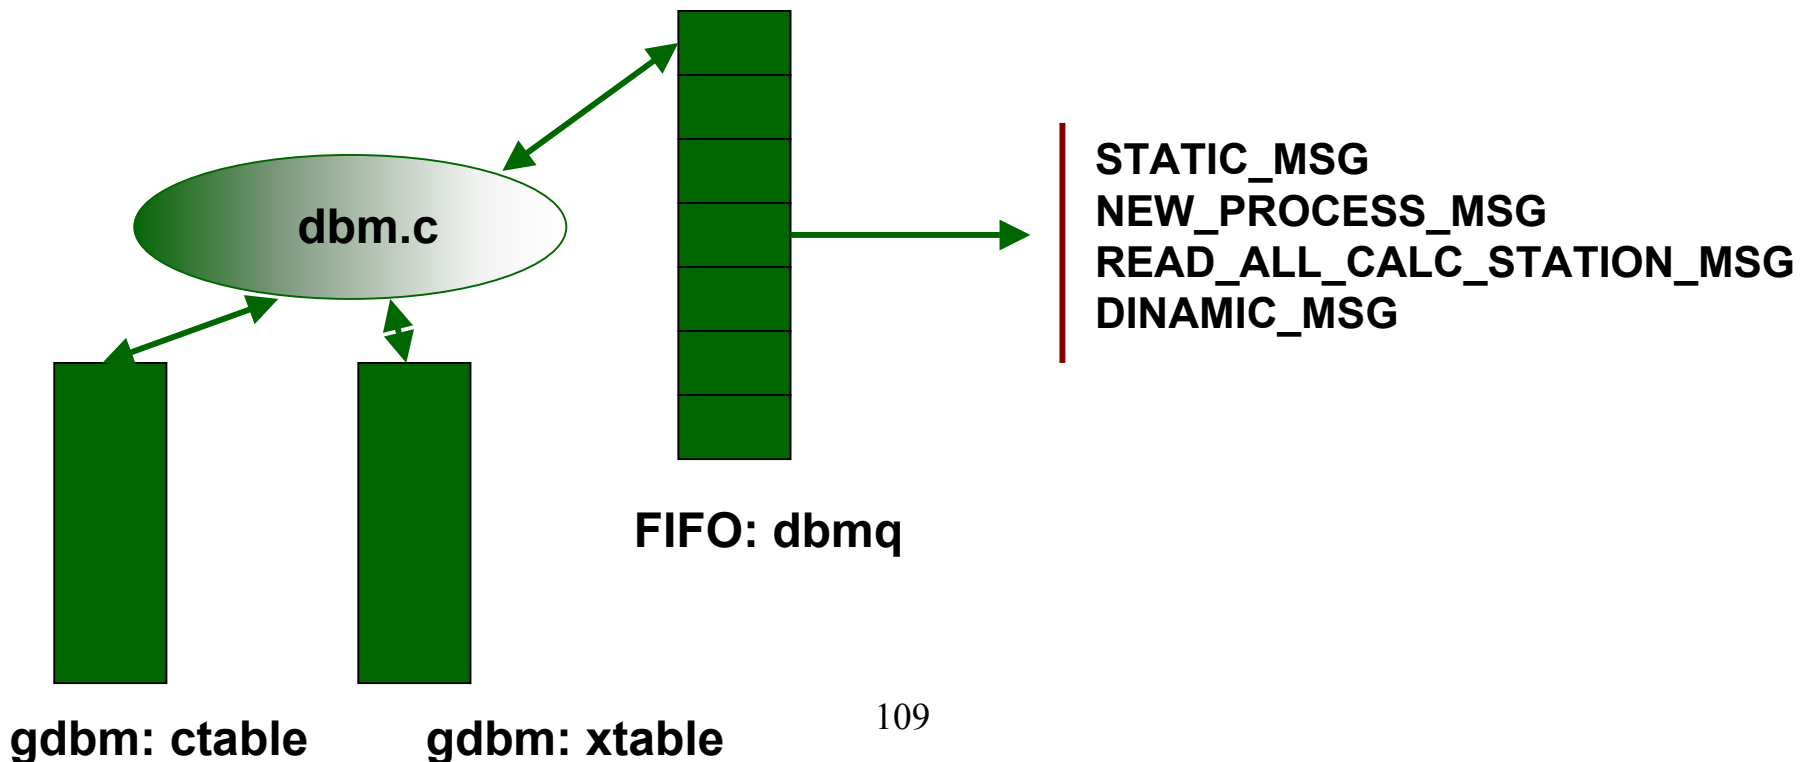 dbm.c
STATIC_MSG
NEW_PROCESS_MSG
READ_ALL_CALC_STATION_MSG
DINAMIC_MSG
FIFO: dbmq
gdbm: ctable
gdbm: xtable
109